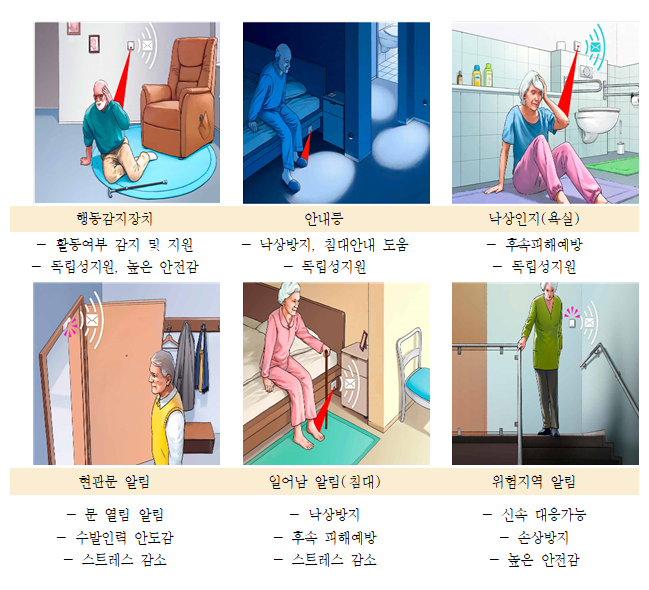 행동감지장치
안내등
낙상인지(욕실)
- 활동여부 감지 및 지원
- 독립성지원, 높은 안전감
- 낙상방지, 침대안내 도움
- 독립성지원
- 후속피해예방
- 독립성지원
현관문 알림
일어남 알림(침대)
위험지역 알림
- 문 열림 알림
- 수발인력 안도감
- 스트레스 감소
- 낙상방지
- 후속 피해예방
- 스트레스 감소
- 신속 대응가능
- 손상방지
- 높은 안전감